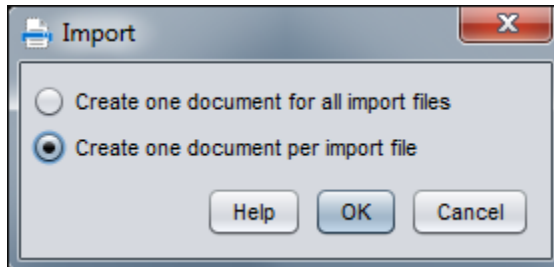 Import
Create one document for all import files
Create one document per import file
Help OK Cancel